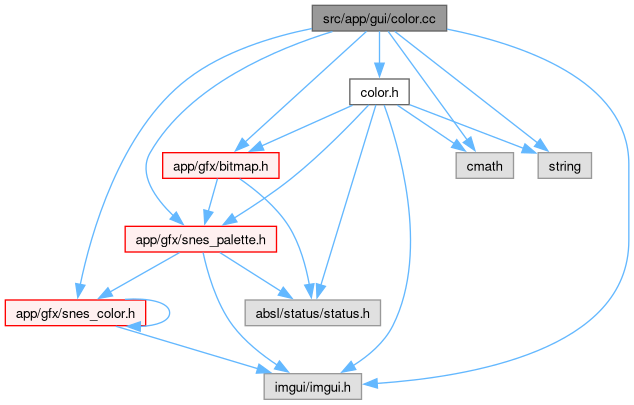 src/app/gui/color.cc
color.h
app/gfx/bitmap.h
cmath
string
app/gfx/snes_palette.h
app/gfx/snes_color.h
absl/status/status.h
imgui/imgui.h